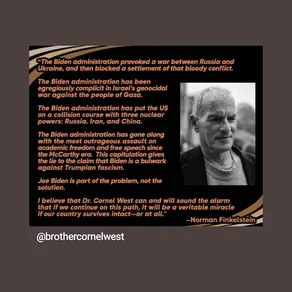 "The Biden administration provoked a war between Russia and
Ukraine, and then blocked a settlement of that bloody conflict.
The Biden administration has been
egregiously complicit in Israel's genocidal
war against the people of Gaza.
The Biden administration has put the US
on a collision course with three nuclear
powers: Russia, Iran, and China.
The Biden administration has gone along
with the most outrageous assault on
academic freedom and free speech since
the McCarthy era. This capitulation gives
the lie to the claim that Biden is a bulwark
against Trumpian fascism.
Joe Biden is part of the problem, not the
solution.
I believe that Dr. Cornel West can and will sound the alarm
that if we continue on this path, it will be a veritable miracle
if our country survives intact—or at all."
—Norman Finkelstein
@brothercornelwest